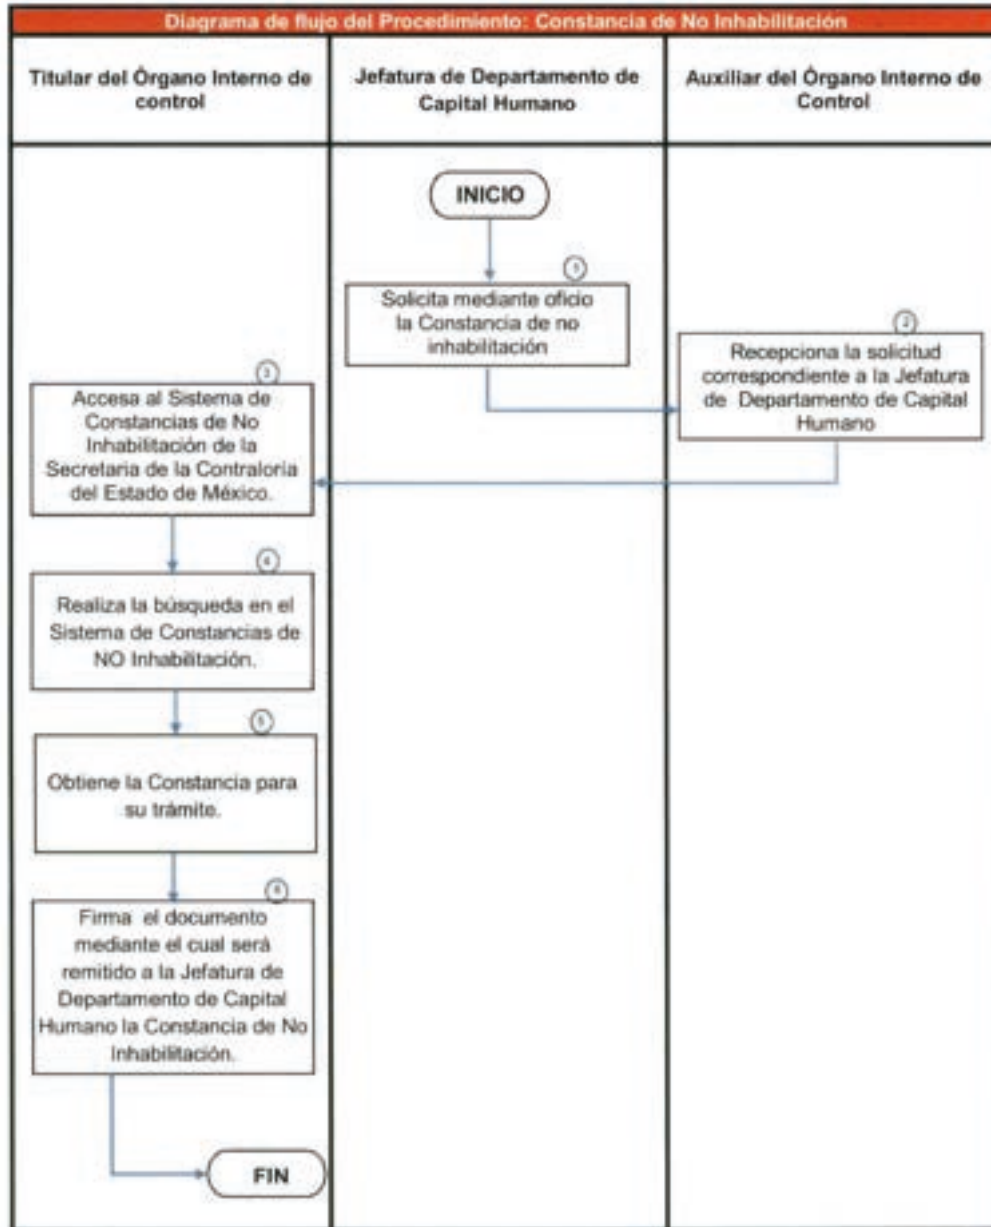 Diagrama de flujo del Procedimiento: Constancia de No Inhabilitación
Titular del Órgano Interno de
control
Jefatura de Departamento de
Capital Humano
Auxiliar del Órgano Interno de
Control
INICIO
1
Solicita mediante oficio
la Constancia de no
inhabilitación
2
Recepciona la solicitud
correspondiente a la Jefatura
de Departamento de Capital
Humano
3
Accesa al Sistema de
Constancias de No
Inhabilitación de la
Secretaria de la Contraloría
del Estado de México.
4
Realiza la búsqueda en el
Sistema de Constancias de
NO Inhabilitación.
5
Obtiene la Constancia para
su trámite.
6
Firma el documento
mediante el cual será
remitido a la Jefatura de
Departamento de Capital
Humano la Constancia de No
Inhabilitación.
FIN